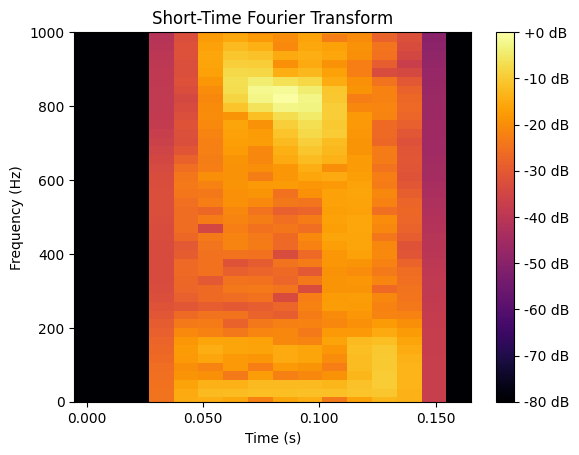 Short-Time Fourier Transform
1000
800
600
400
200
0
Frequency (Hz)
0.000
0.050
0.100
0.150
Time (s)
+0 dB
-10 dB
-20 dB
-30 dB
-40 dB
-50 dB
-60 dB
-70 dB
-80 dB